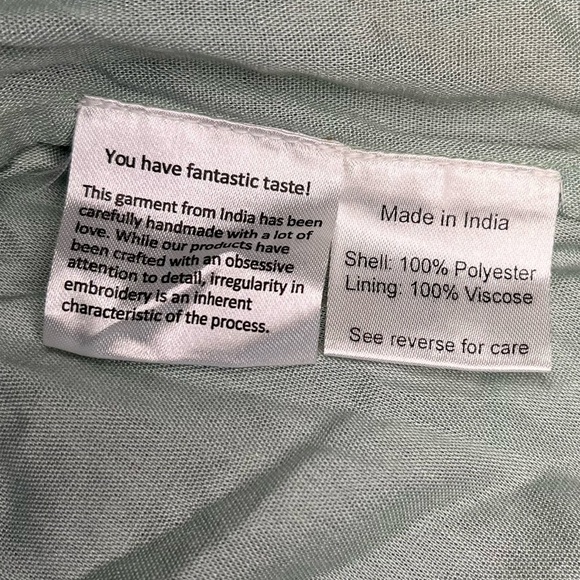 You have fantastic taste!
This garment from India has been
carefully handmade with a lot of
love. While our products have
been crafted with an obsessive
attention to detail, irregularity in
embroidery is an inherent
characteristic of the process.
Made in India
Shell: 100% Polyester
Lining: 100% Viscose
See reverse for care